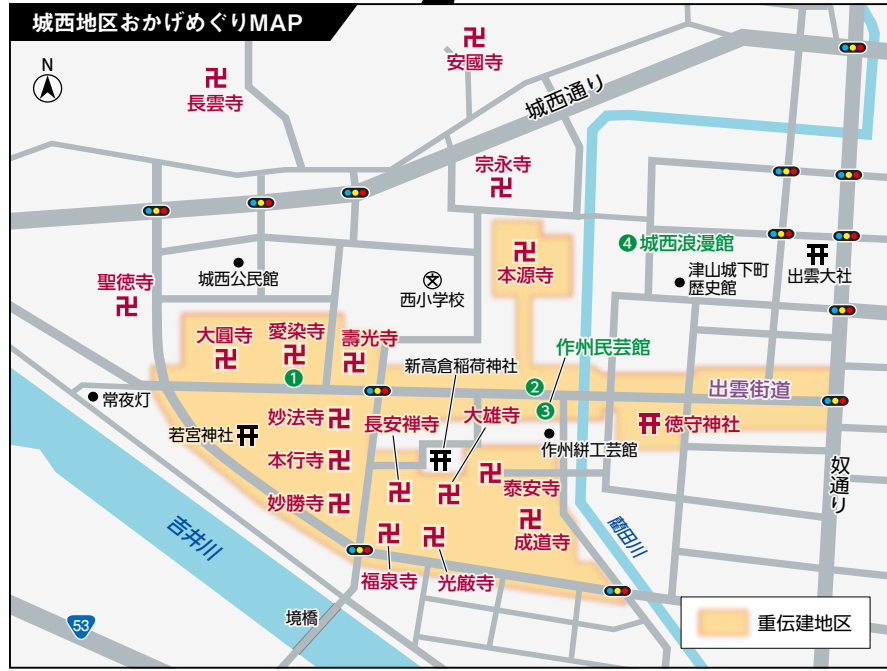 城西地区おかげめぐりMAP
N
安國寺
長雲寺
城西通り
宗永寺
4 城西浪漫館
本源寺
城西公民館
西小学校
津山城下町
歴史館
出雲大社
聖徳寺
大圓寺
愛染寺
壽光寺
新高倉稲荷神社
作州民芸館
1
2
出雲街道
常夜灯
3
妙法寺
長安禅寺
大雄寺
徳守神社
若宮神社
作州絣工芸館
本行寺
泰安寺
奴通り
妙勝寺
成道寺
吉井川
藺田川
福泉寺
光厳寺
境橋
53
重伝建地区